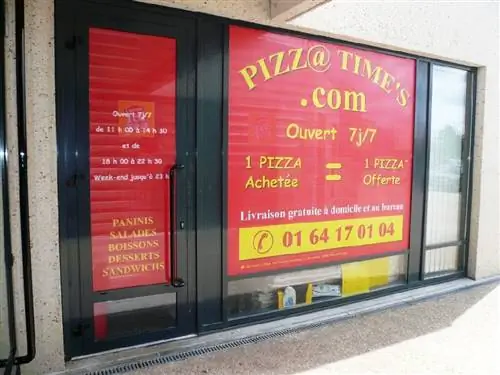 Ouvert 7j/7
de 11 h 00 à 14 h 30
et de
18 h 00 à 22 h 30
Week-end jusqu'à 23 h
PANINIS
SALADES
BOISSONS
DESSERTS
SANDWICHS
PIZZ@ TIME'S
.com
Ouvert 7j/7
1 PIZZA = 1 PIZZA
Achetée Offerte
Livraison gratuite à domicile et au bureau
01 64 17 01 04